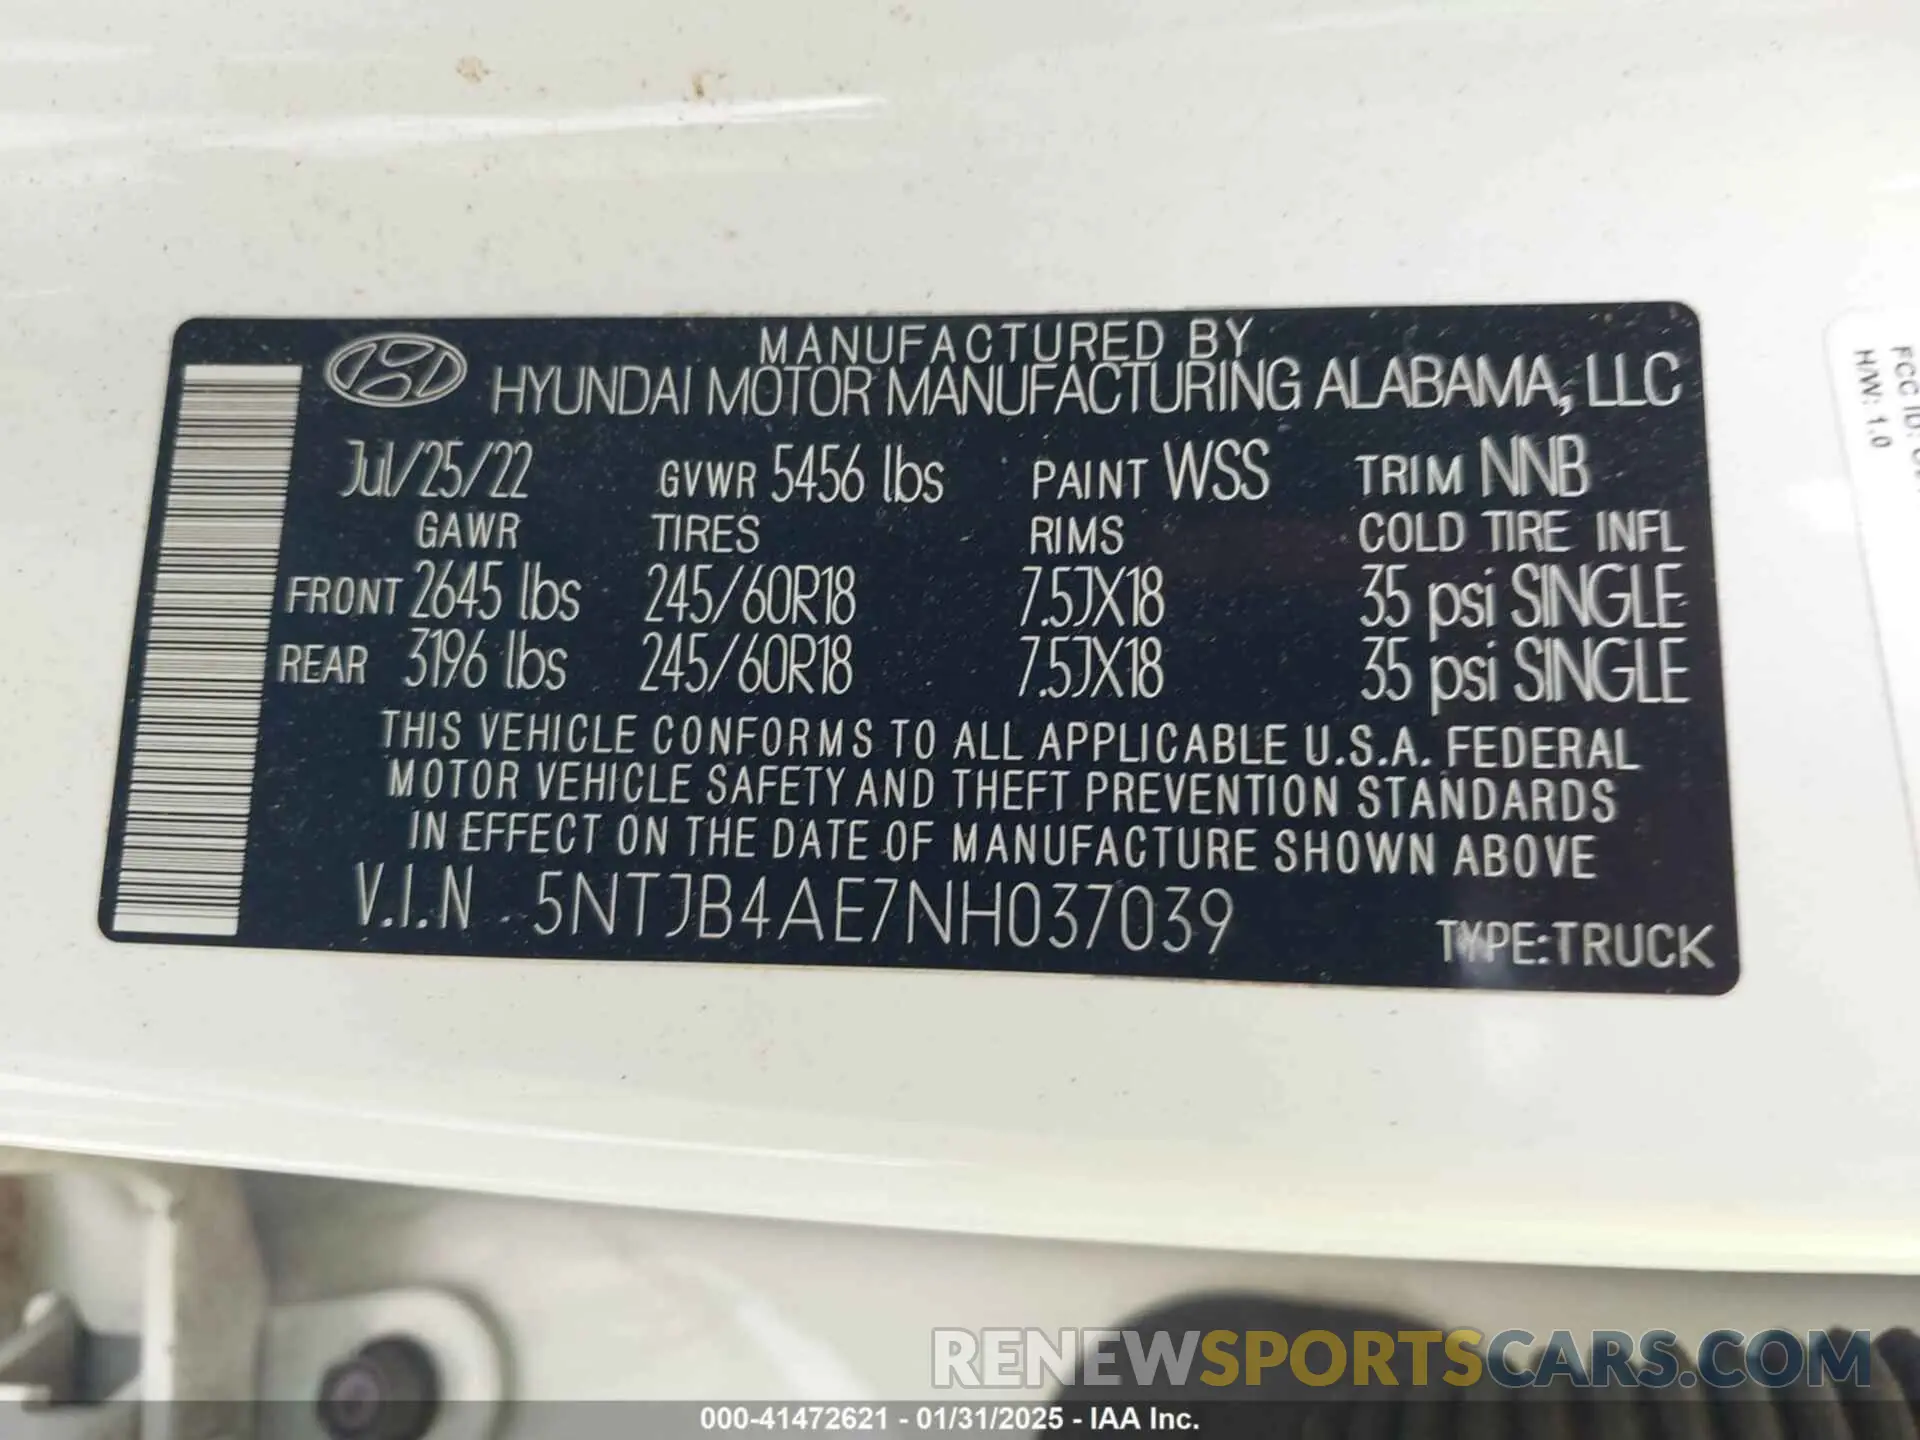 MANUFACTURED BY
HYUNDAI MOTOR MANUFACTURING ALABAMA, LLC
Jul/25/22 GVWR 5456 lbs PAINT WSS TRIM NNB
GAWR TIRES RIMS COLD TIRE INFL
FRONT 2645 lbs 245/60R18 7.5JX18 35 psi SINGLE
REAR 3196 lbs 245/60R18 7.5JX18 35 psi SINGLE
THIS VEHICLE CONFORMS TO ALL APPLICABLE U.S.A. FEDERAL
MOTOR VEHICLE SAFETY AND THEFT PREVENTION STANDARDS
IN EFFECT ON THE DATE OF MANUFACTURE SHOWN ABOVE
V.I.N 5NTJB4AE7NH037039 TYPE:TRUCK
FCC ID:
H/W: 1.0
RENEWSPORTSCARS.COM
000-41472621 - 01/31/2025 - IAA Inc.